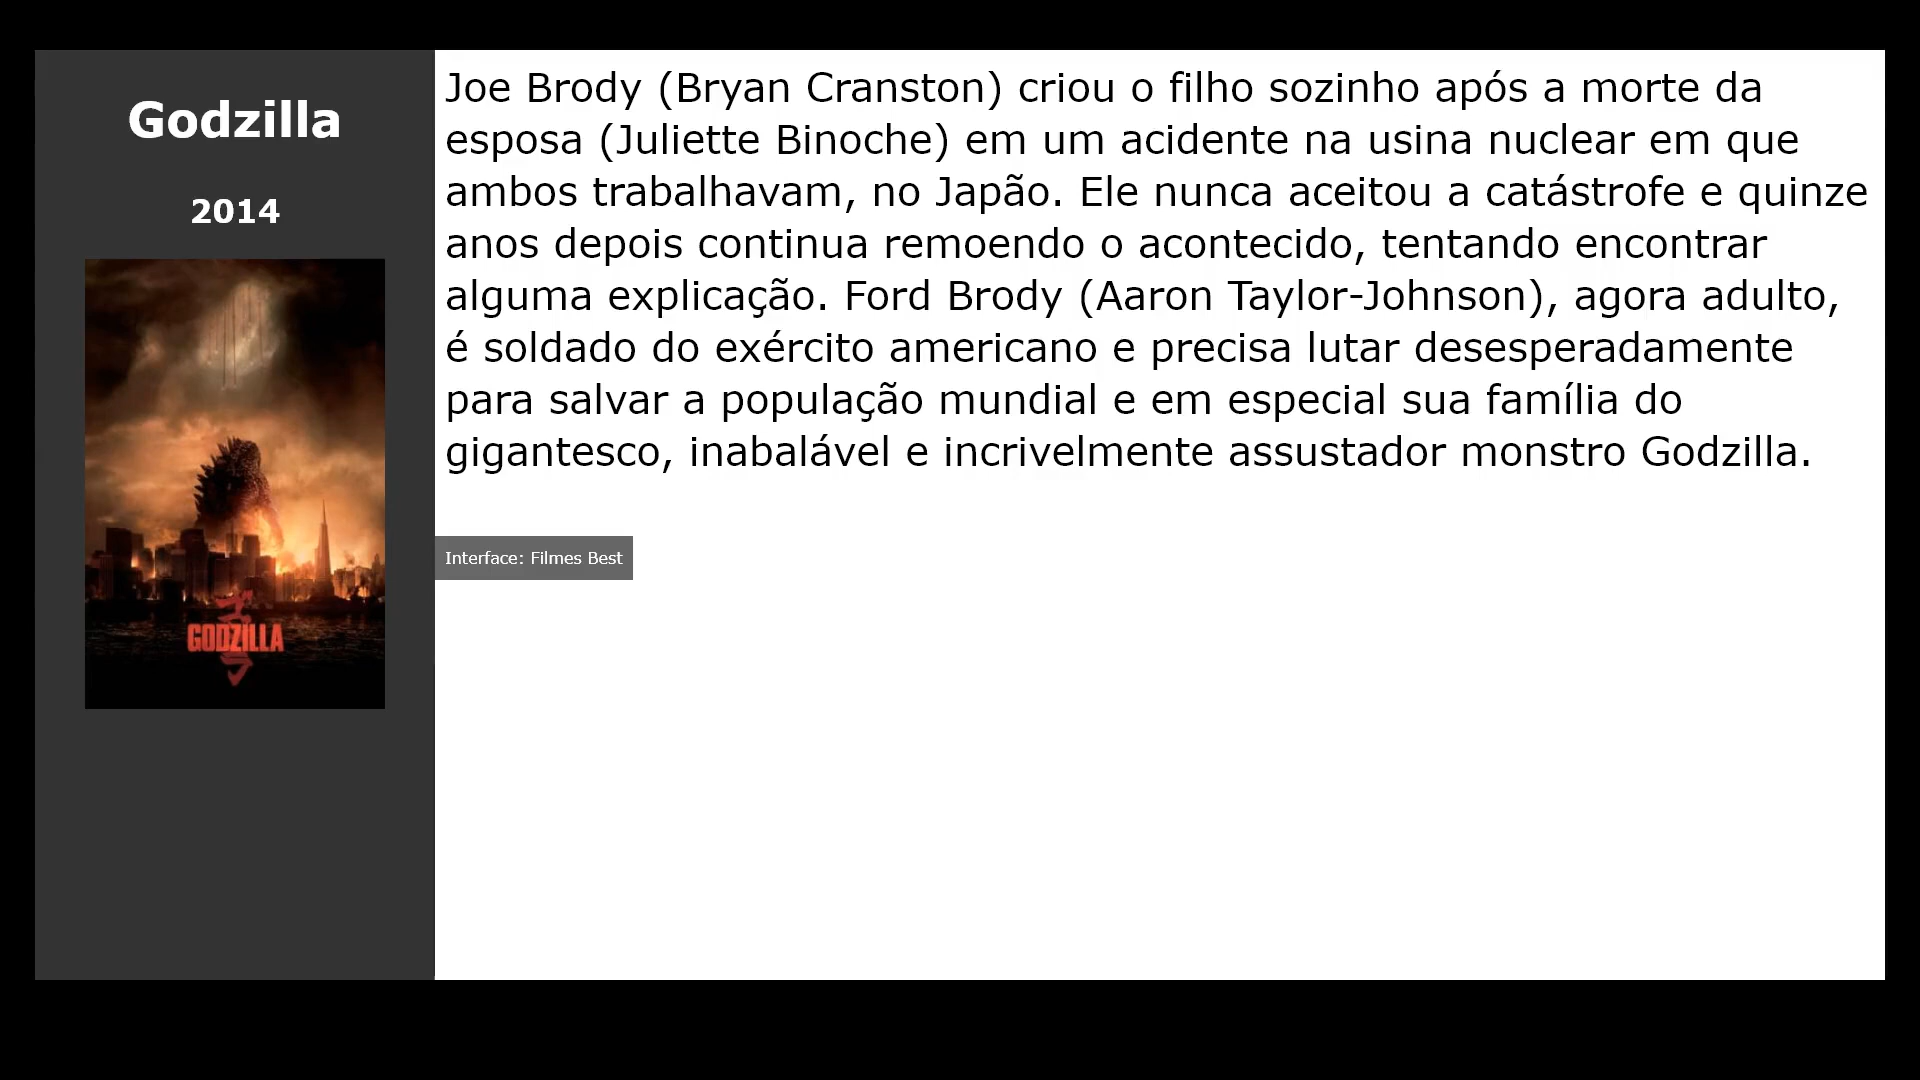 Godzilla
2014
GODZILLA
Joe Brody (Bryan Cranston) criou o filho sozinho após a morte da
esposa (Juliette Binoche) em um acidente na usina nuclear em que
ambos trabalhavam, no Japão. Ele nunca aceitou a catástrofe e quinze
anos depois continua remoendo o acontecido, tentando encontrar
alguma explicação. Ford Brody (Aaron Taylor-Johnson), agora adulto,
é soldado do exército americano e precisa lutar desesperadamente
para salvar a população mundial e em especial sua família do
gigantesco, inabalável e incrivelmente assustador monstro Godzilla.
Interface: Filmes Best